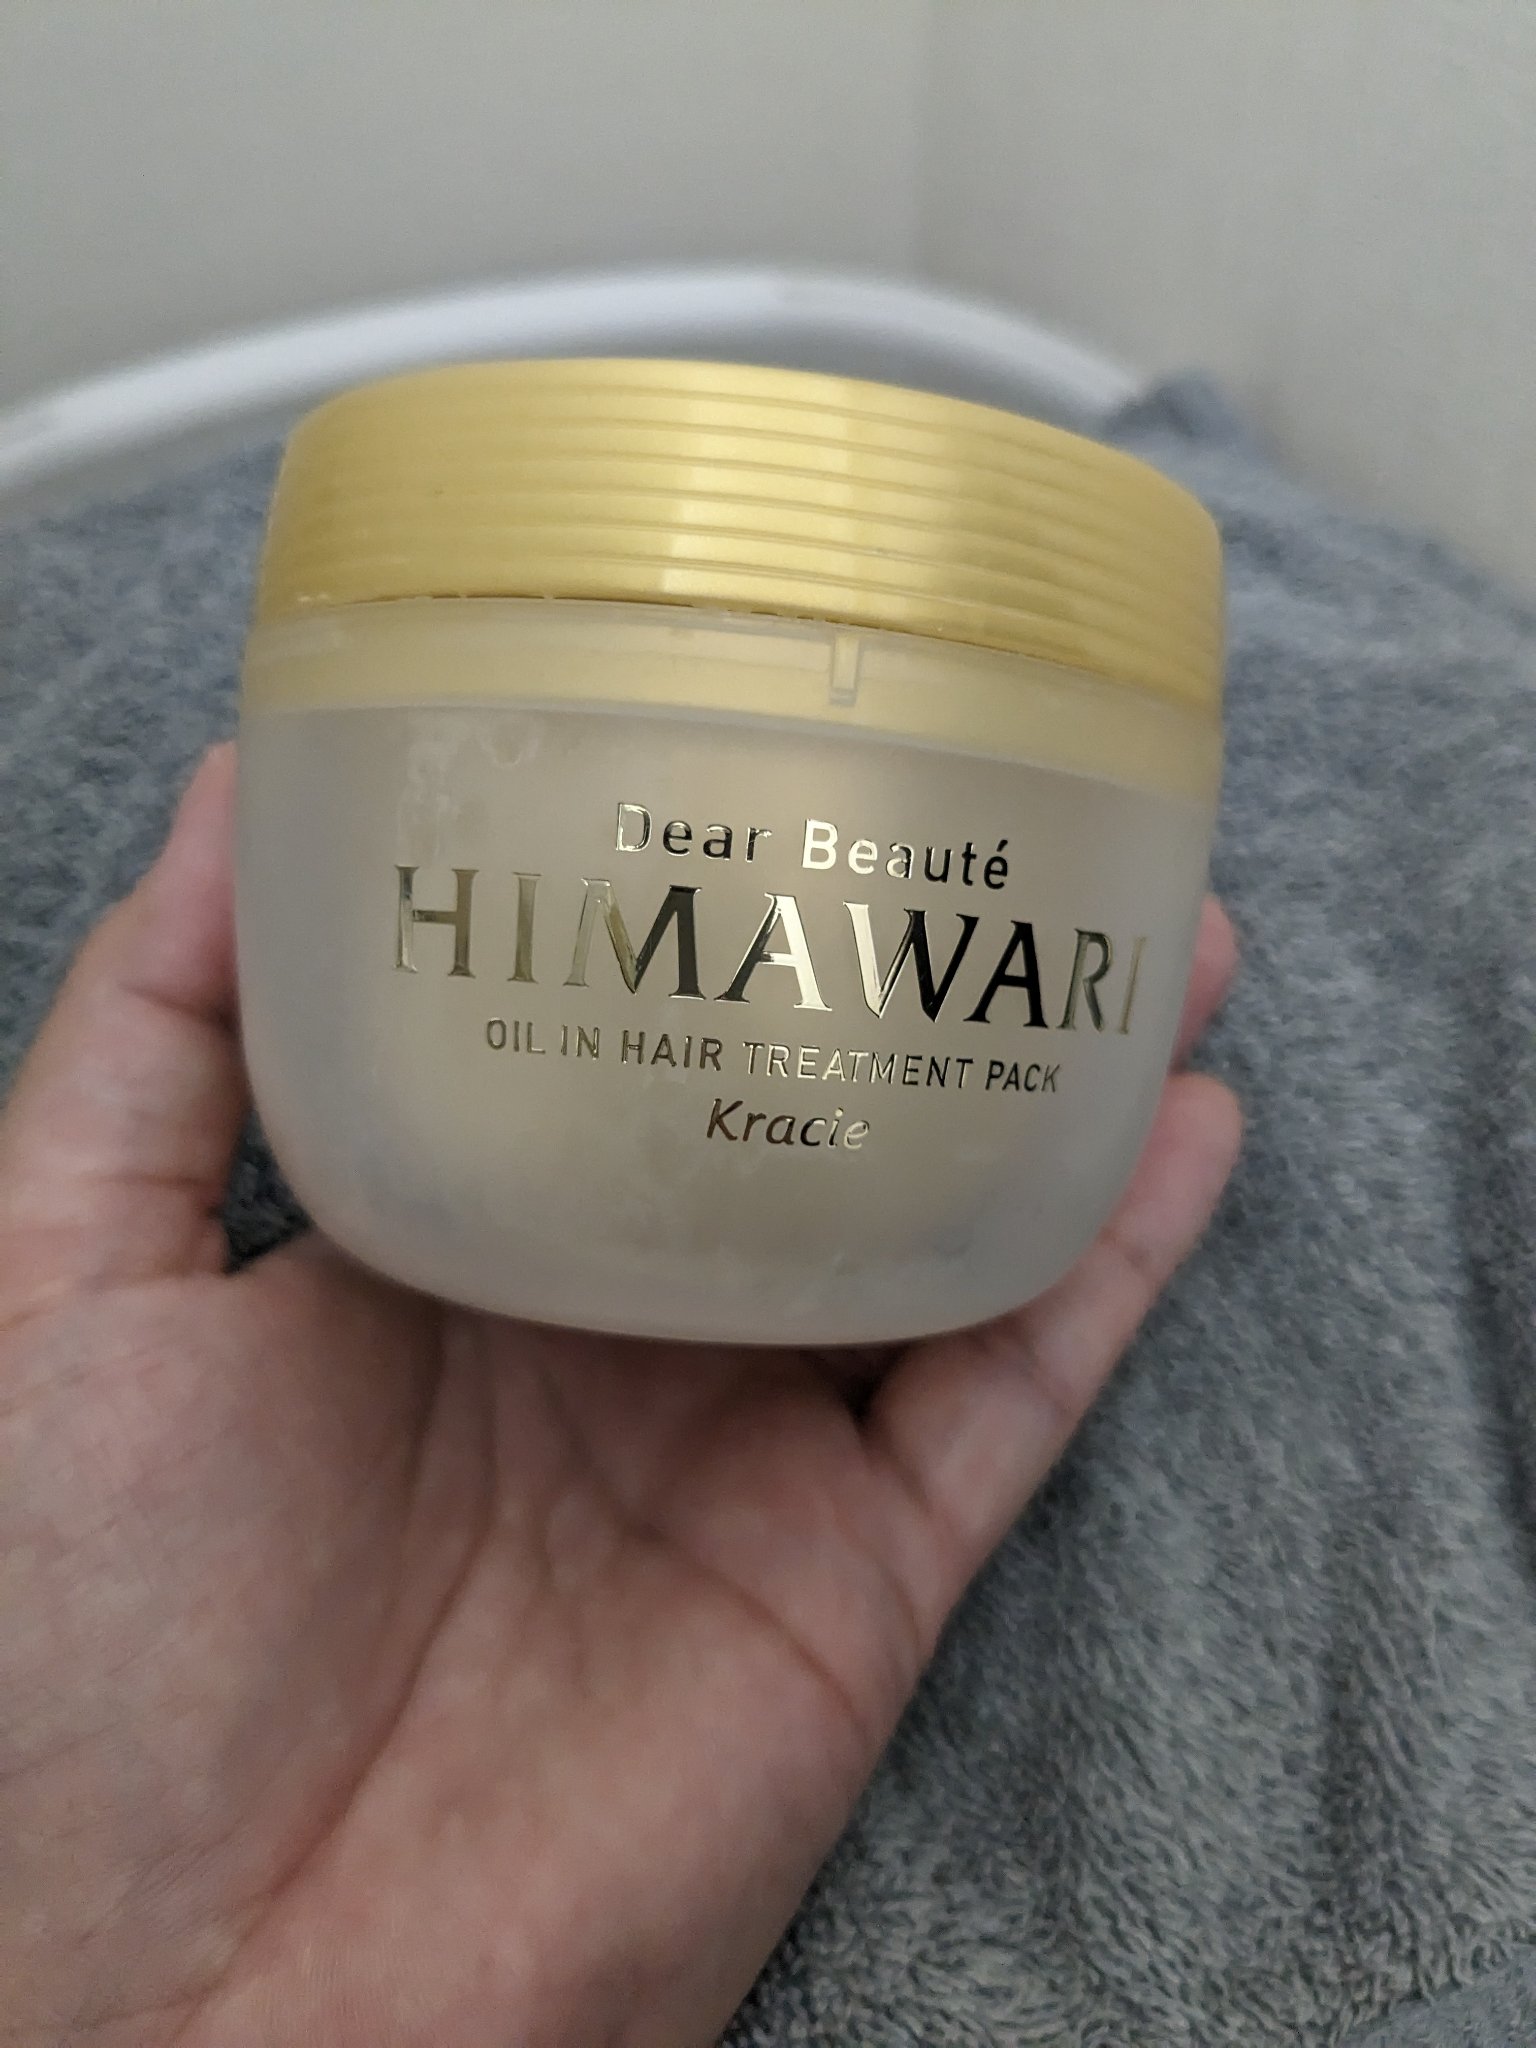 Dear Beauté
HIMAWARI
OIL IN HAIR TREATMENT PACK
Kracie